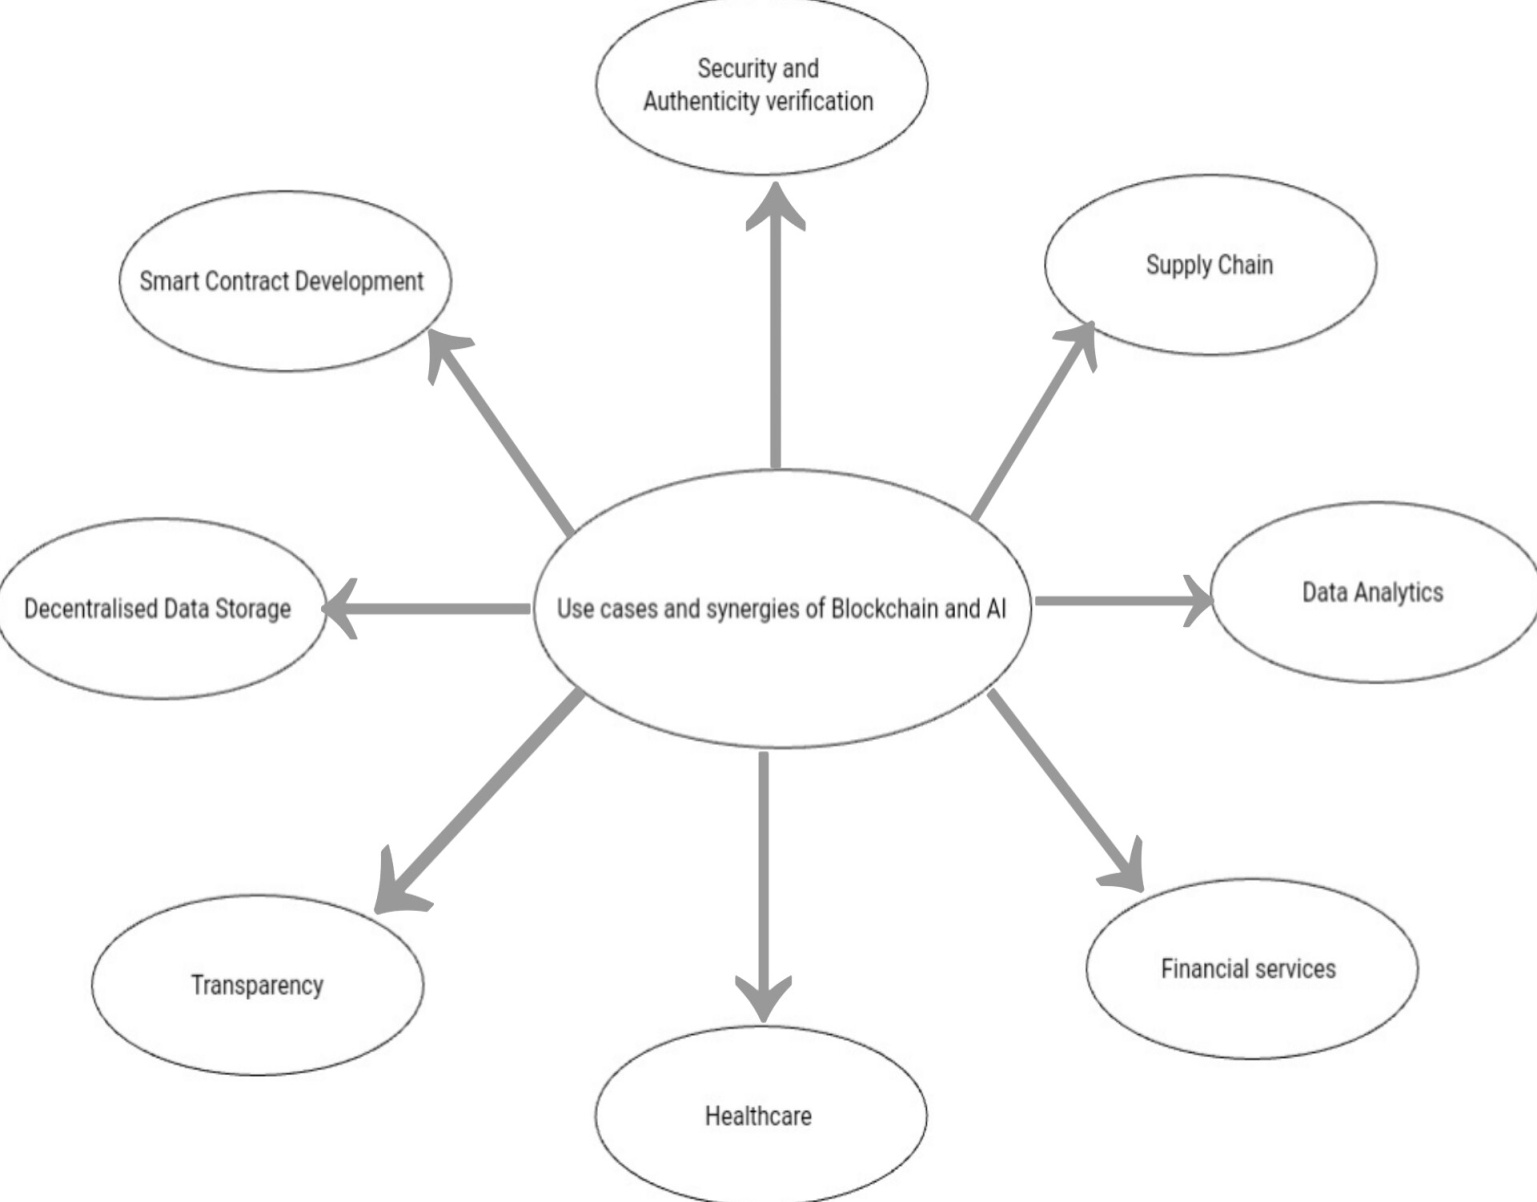 Security and
Authenticity verification
Supply Chain
Smart Contract Development
Data Analytics
Use cases and synergies of Blockchain and AI
Decentralised Data Storage
Financial services
Transparency
Healthcare